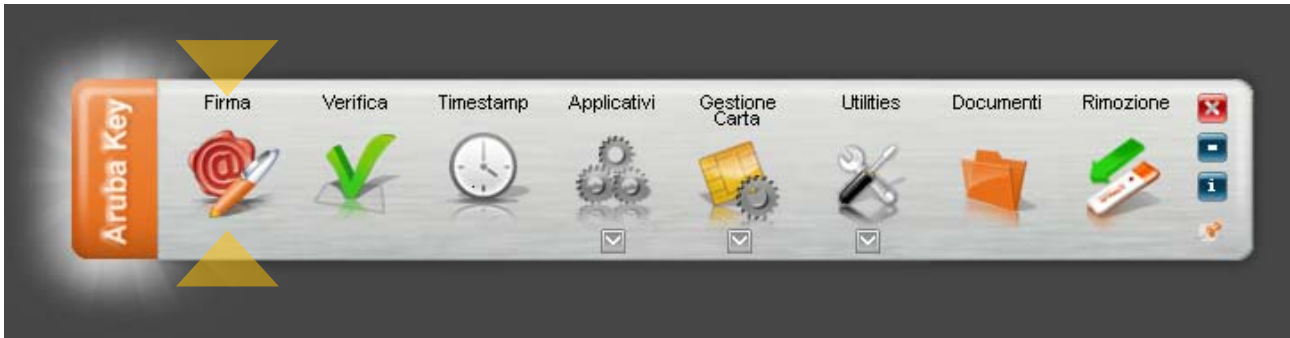 Aruba Key
Firma
Verifica
Timestamp
Applicativi
Gestione
Carta
Utilities
Documenti
Rimozione